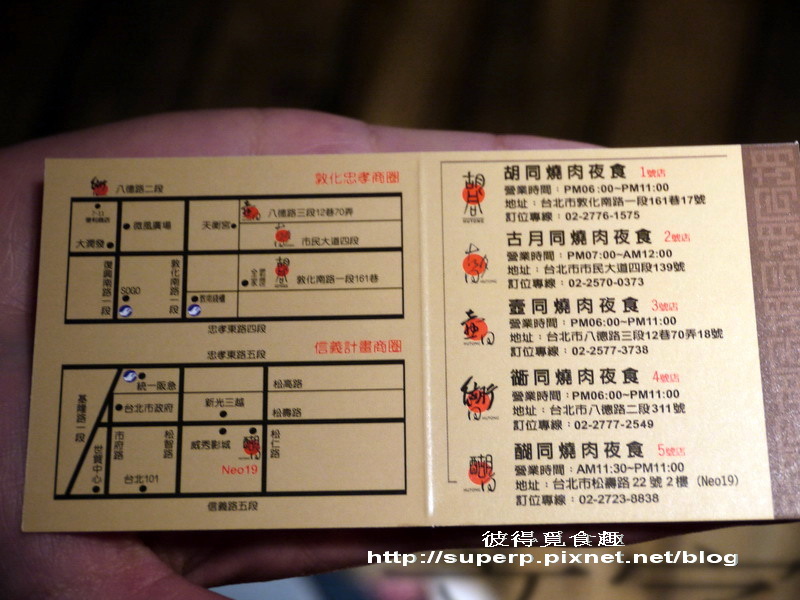 敦化忠孝商圈
八德路二段
7-11
便利商店
大潤發
微風廣場
天衛宮
八德路三段12巷70弄
市民大道四段
敦化南路一段161巷
復興南路一段
敦化南路一段
SOGO
敦南錢櫃
忠孝東路四段
信義計畫商圈
忠孝東路五段
統一阪急
台北市政府
新光三越
松高路
松壽路
基隆路一段
世貿中心
市府路
松智路
威秀影城
Neo19
松仁路
台北101
信義路五段
胡同燒肉夜食 1號店
營業時間：PM06:00~PM11:00
地址：台北市敦化南路一段161巷17號
訂位專線：02-2776-1575
古月同燒肉夜食 2號店
營業時間：PM07:00~AM12:00
地址：台北市市民大道四段139號
訂位專線：02-2570-0373
壼同燒肉夜食 3號店
營業時間：PM06:00~PM11:00
地址：台北市八德路三段12巷70弄18號
訂位專線：02-2577-3738
衚同燒肉夜食 4號店
營業時間：PM06:00~PM11:00
地址：台北市八德路二段311號
訂位專線：02-2777-2549
醐同燒肉夜食 5號店
營業時間：AM11:30~PM11:00
地址：台北市松壽路22號2樓 (Neo19)
訂位專線：02-2723-8838
彼得覓食趣
http://superp.pixnet.net/blog